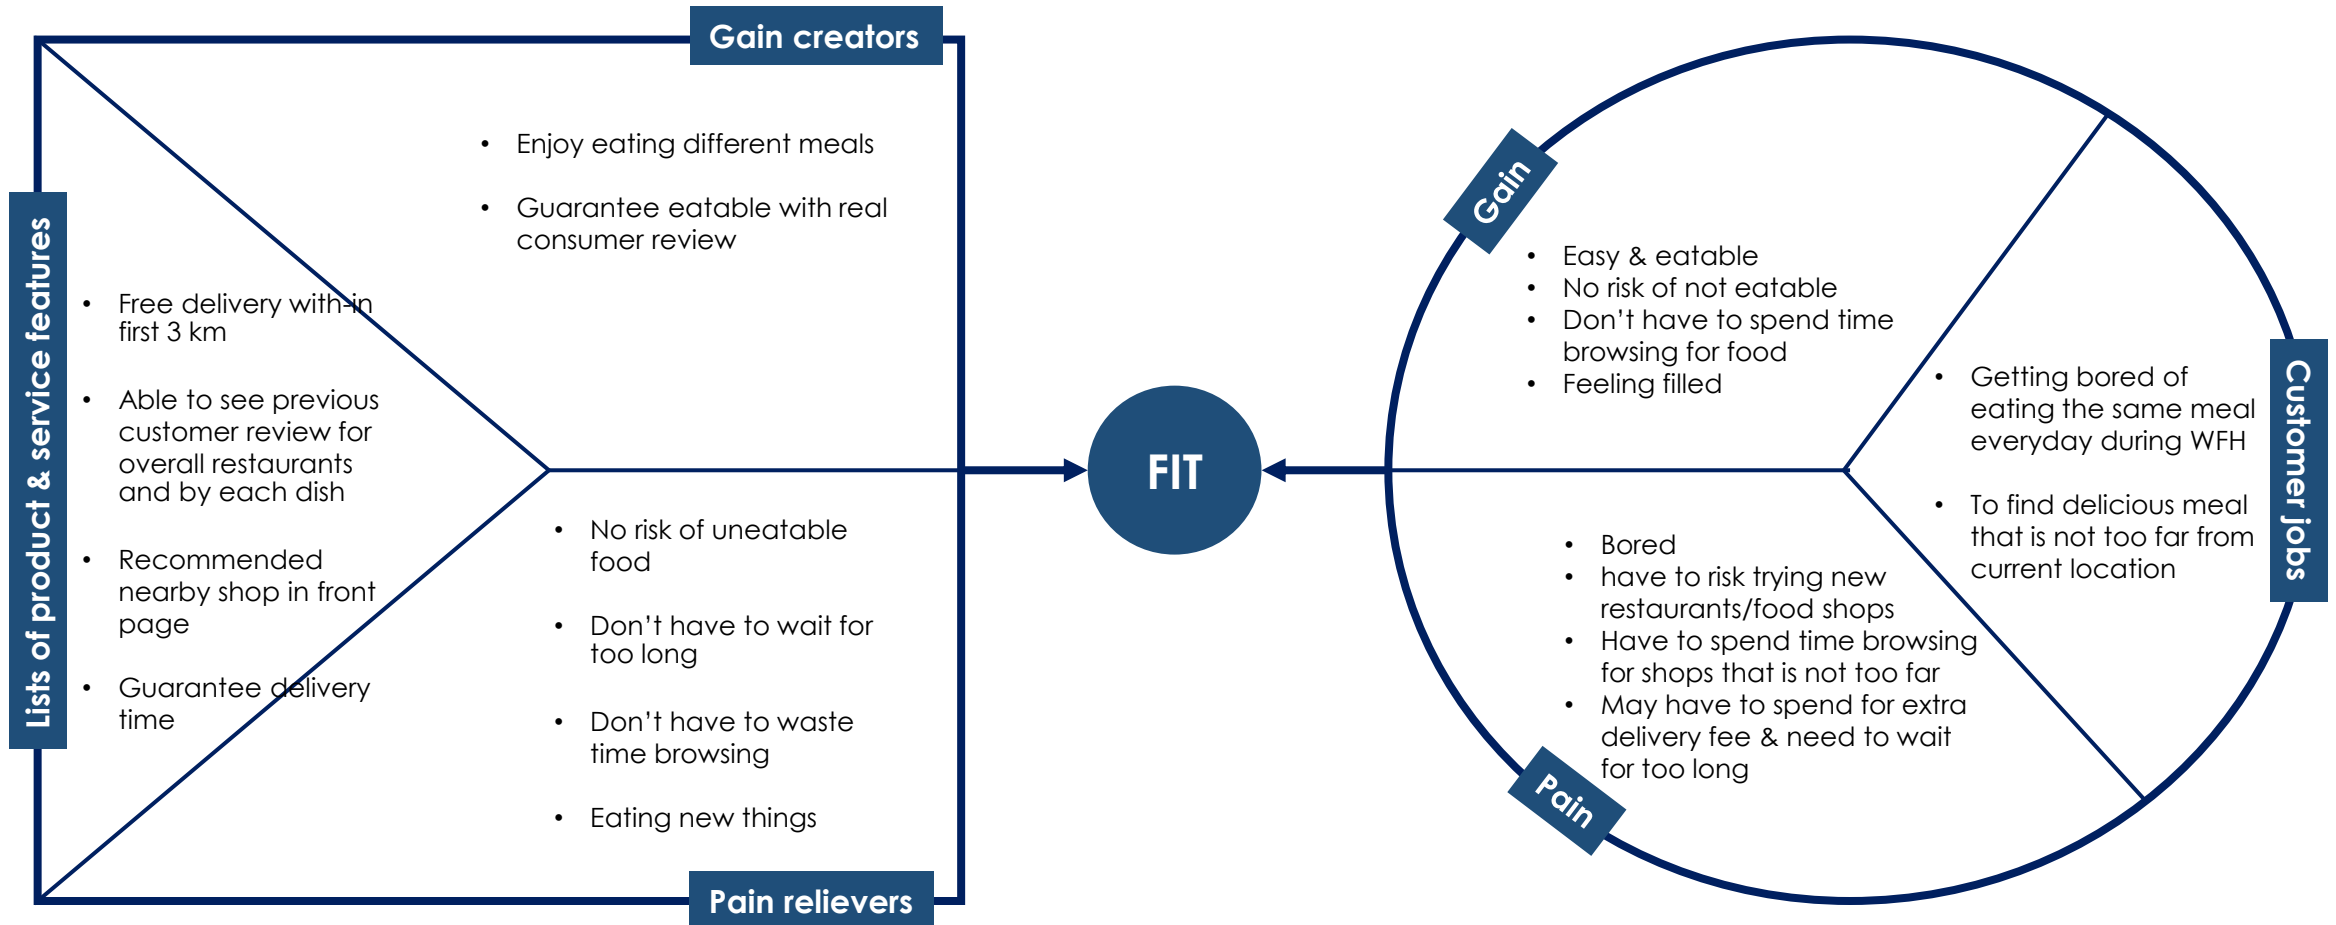 Gain creators
• Enjoy eating different meals
• Guarantee eatable with real
consumer review
Lists of product & service features
• Free delivery with-in
first 3 km
• Able to see previous
customer review for
overall restaurants
and by each dish
• Recommended
nearby shop in front
page
• Guarantee delivery
time
• No risk of uneatable
food
• Don’t have to wait for
too long
• Don’t have to waste
time browsing
• Eating new things
Pain relievers
FIT
Gain
• Easy & eatable
• No risk of not eatable
• Don’t have to spend time
browsing for food
• Feeling filled
Customer jobs
• Getting bored of
eating the same meal
everyday during WFH
• To find delicious meal
that is not too far from
current location
• Bored
• have to risk trying new
restaurants/food shops
• Have to spend time browsing
for shops that is not too far
• May have to spend for extra
delivery fee & need to wait
for too long
Pain